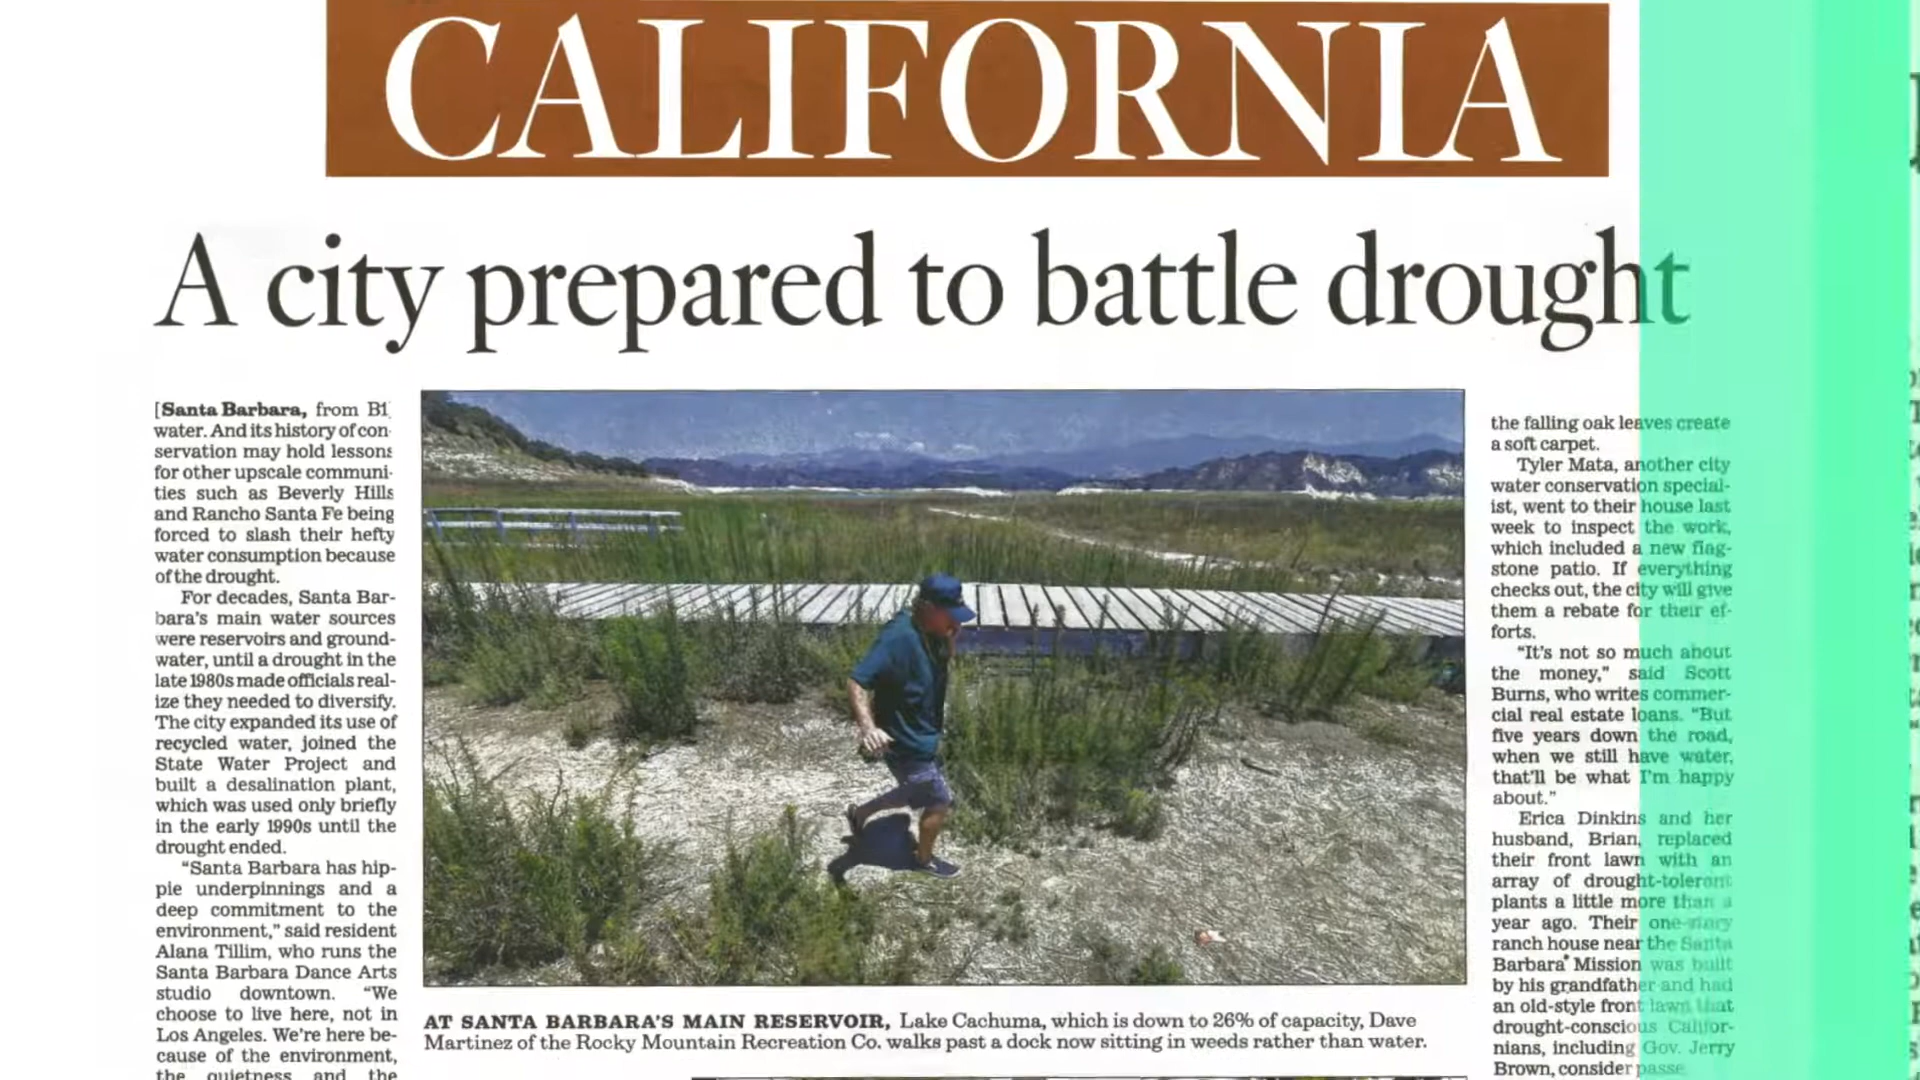 CALIFORNIA
A city prepared to battle drought
[Santa Barbara, from B1
water. And its history of con-
servation may hold lessons
for other upscale communi-
ties such as Beverly Hills
and Rancho Santa Fe being
forced to slash their hefty
water consumption because
of the drought.
For decades, Santa Bar-
bara's main water sources
were reservoirs and ground-
water, until a drought in the
late 1980s made officials real-
ize they needed to diversify.
The city expanded its use of
recycled water, joined the
State Water Project and
built a desalination plant,
which was used only briefly
in the early 1990s until the
drought ended.
"Santa Barbara has hip-
pie underpinnings and a
deep commitment to the
environment," said resident
Alana Tillim, who runs the
Santa Barbara Dance Arts
studio downtown. "We
choose to live here, not in
Los Angeles. We're here be-
cause of the environment,
the quietness and the
AT SANTA BARBARA'S MAIN RESERVOIR, Lake Cachuma, which is down to 26% of capacity, Dave
Martinez of the Rocky Mountain Recreation Co. walks past a dock now sitting in weeds rather than water.
the falling oak leaves create
a soft carpet.
Tyler Mata, another city
water conservation special-
ist, went to their house last
week to inspect the work,
which included a new flag-
stone patio. If everything
checks out, the city will give
them a rebate for their ef-
forts.
"It's not so much about
the money," said Scott
Burns, who writes commer-
cial real estate loans. "But
five years down the road,
when we still have water,
that'll be what I'm happy
about."
Erica Dinkins and her
husband, Brian, replaced
their front lawn with an
array of drought-tolerant
plants a little more than a
year ago. Their one-story
ranch house near the Santa
Barbara Mission was built
by his grandfather and had
an old-style front lawn that
drought-conscious Califor-
nians, including Gov. Jerry
Brown, consider passe.